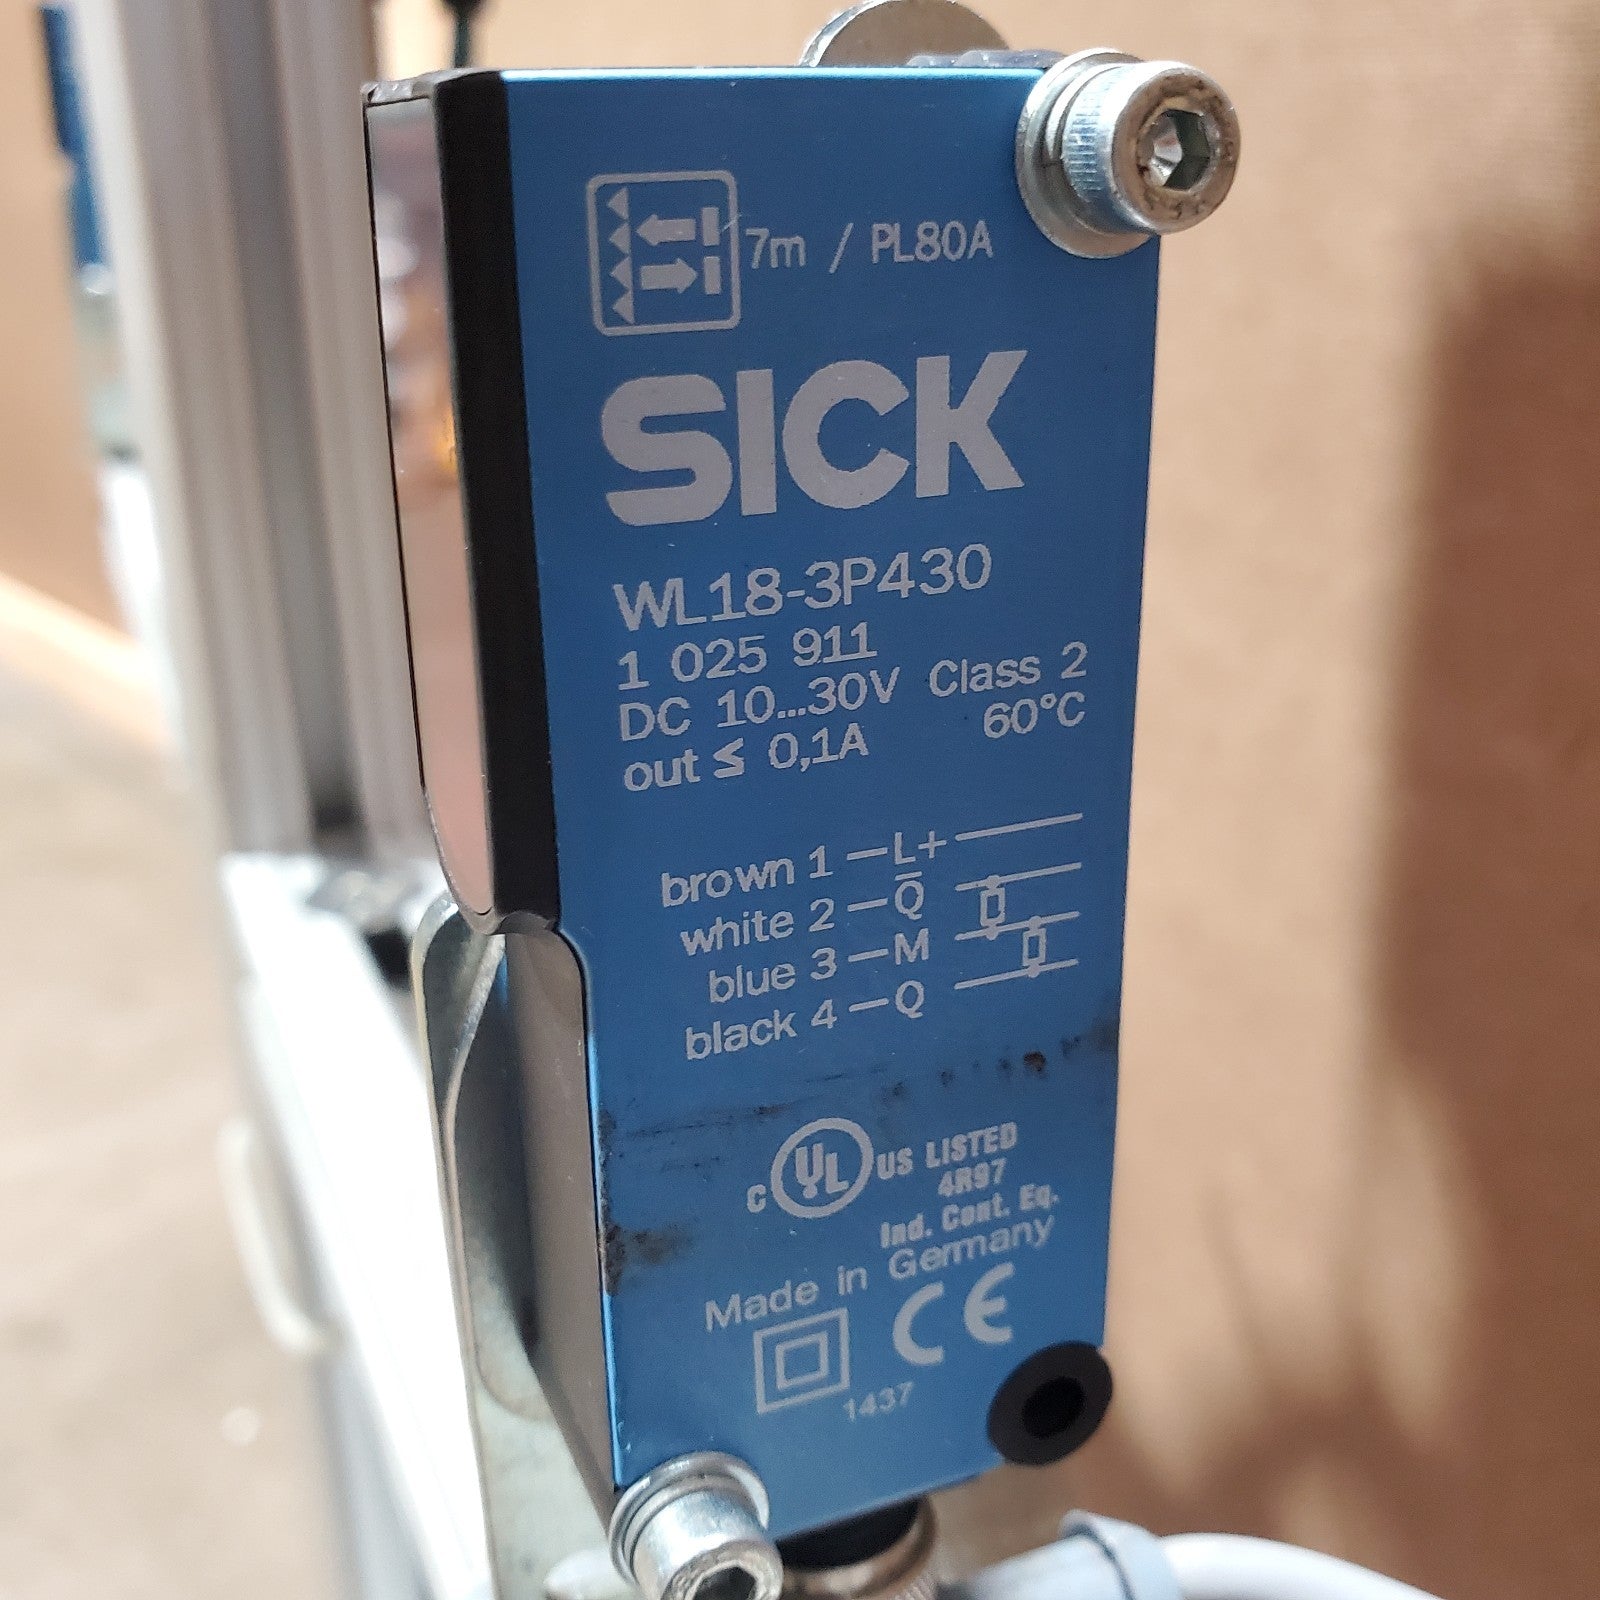 7m / PL80A
SICK
WL18-3P430
1 025 911
DC 10...30V Class 2
out ≤ 0,1A 60°C
brown 1 — L+
white 2 — Q̅
blue 3 — M
black 4 — Q
C UL US LISTED
4R97
Ind. Cont. Eq.
Made in Germany
CE
1437